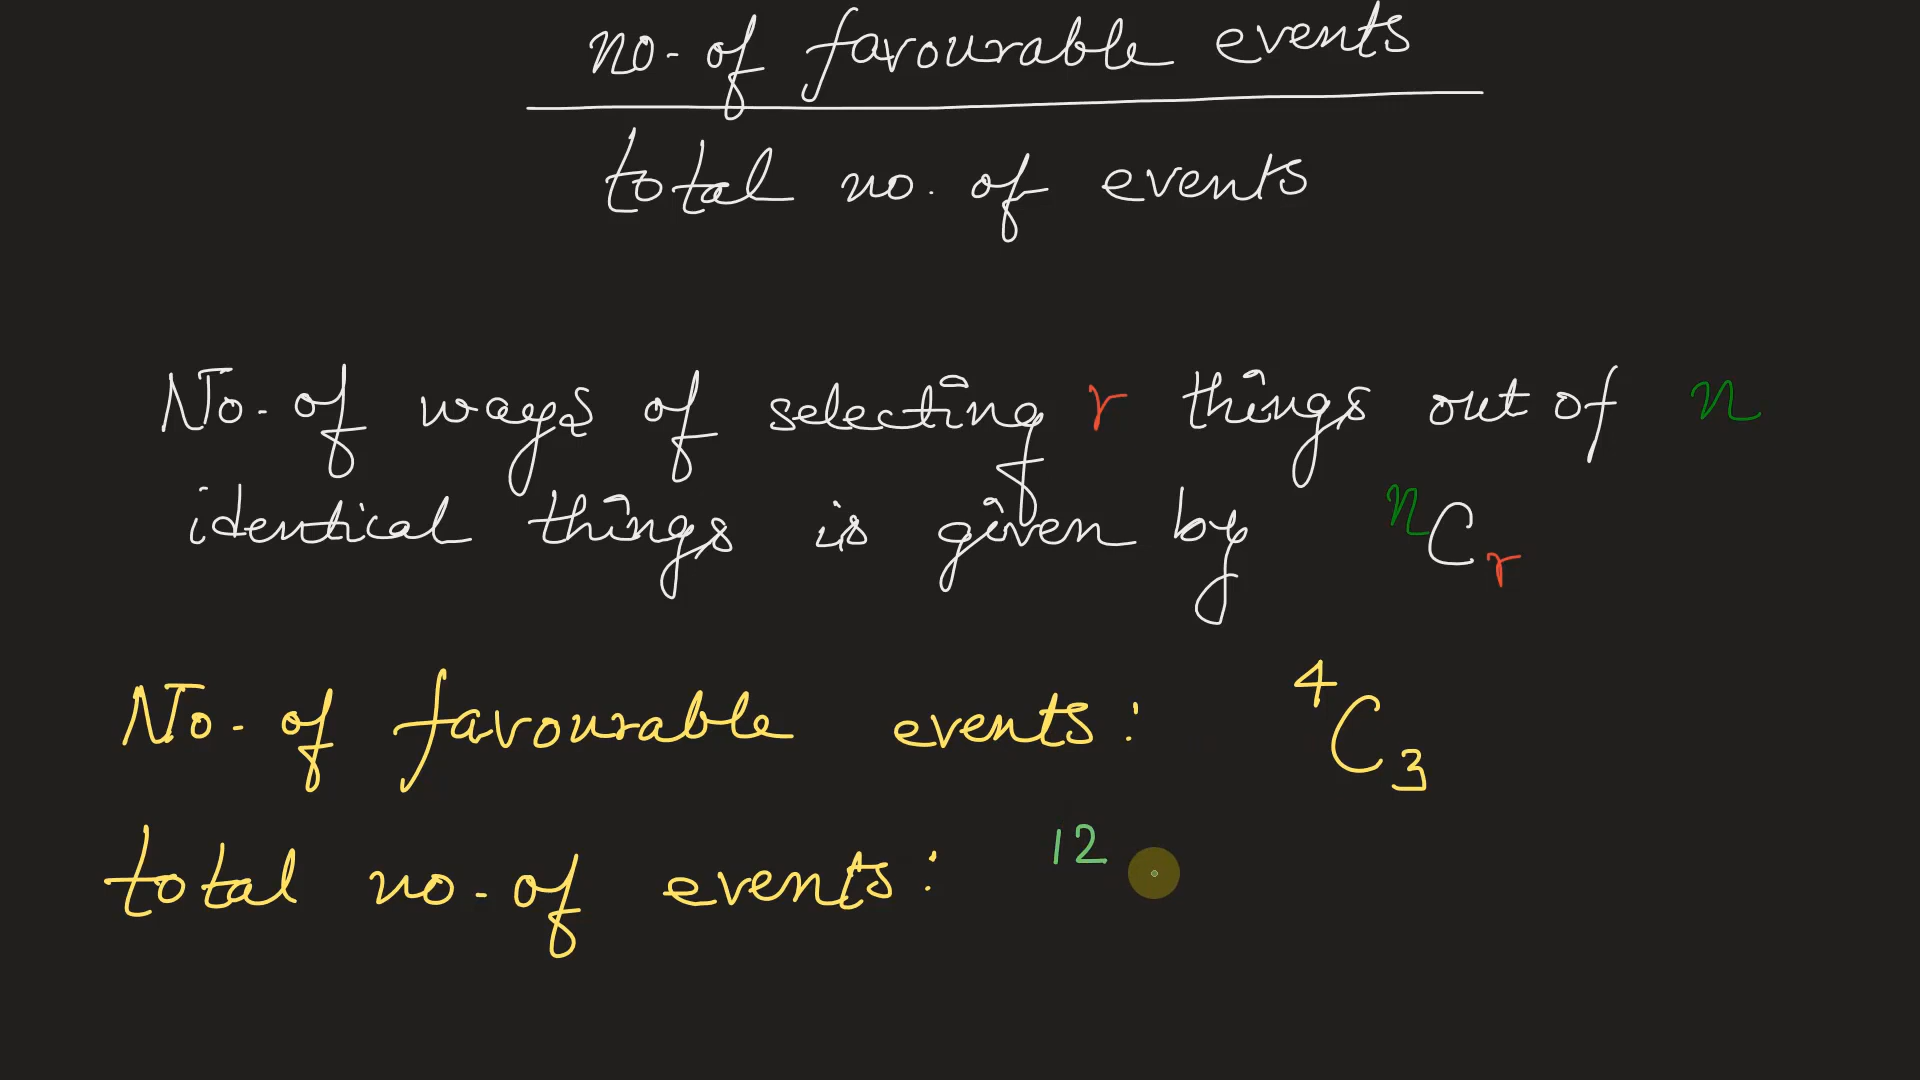 no. of favourable events
total no. of events
No. of ways of selecting r things out of n
identical things is given by ⁿCᵣ
No. of favourable events: ⁴C₃
total no. of events: 12